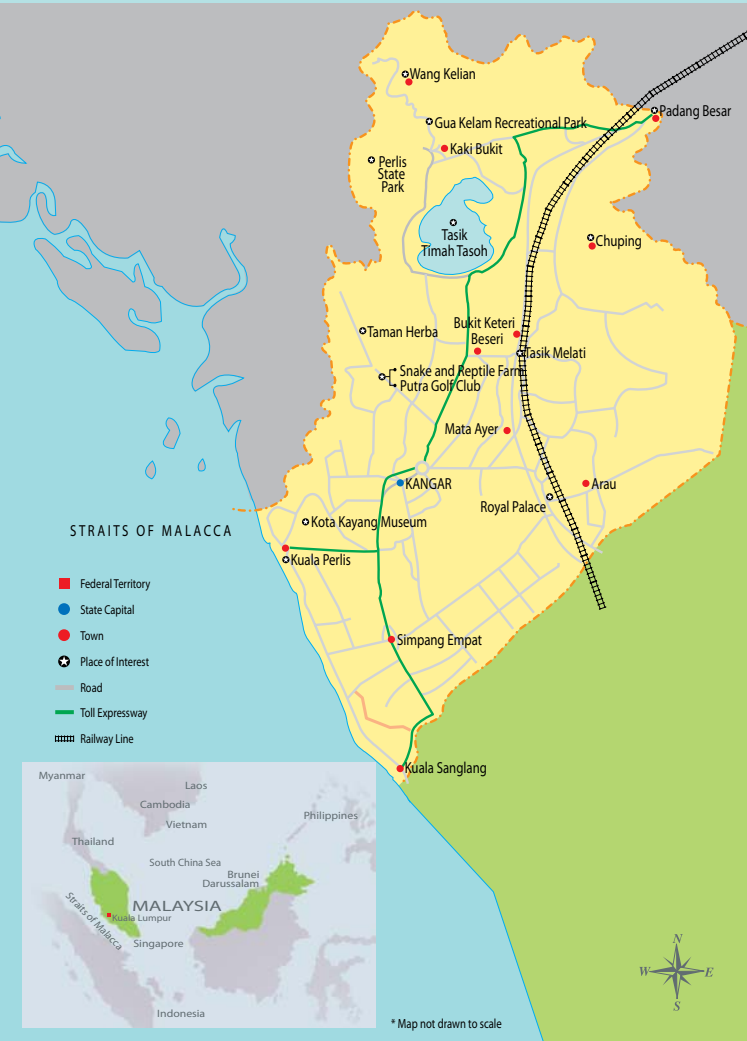 Wang Kelian
Padang Besar
Gua Kelam Recreational Park
Kaki Bukit
Perlis
State
Park
Tasik
Timah Tasoh
Chuping
Taman Herba
Bukit Keteri
Beseri
Tasik Melati
Snake and Reptile Farm
Putra Golf Club
Mata Ayer
KANGAR
Arau
Royal Palace
Kota Kayang Museum
STRAITS OF MALACCA
Kuala Perlis
Federal Territory
State Capital
Town
Place of Interest
Road
Toll Expressway
Railway Line
Simpang Empat
Kuala Sanglang
Myanmar
Laos
Cambodia
Vietnam
Philippines
Thailand
South China Sea
Brunei
Darussalam
MALAYSIA
Kuala Lumpur
Straits of Malacca
Singapore
Indonesia
N
W
E
S
* Map not drawn to scale